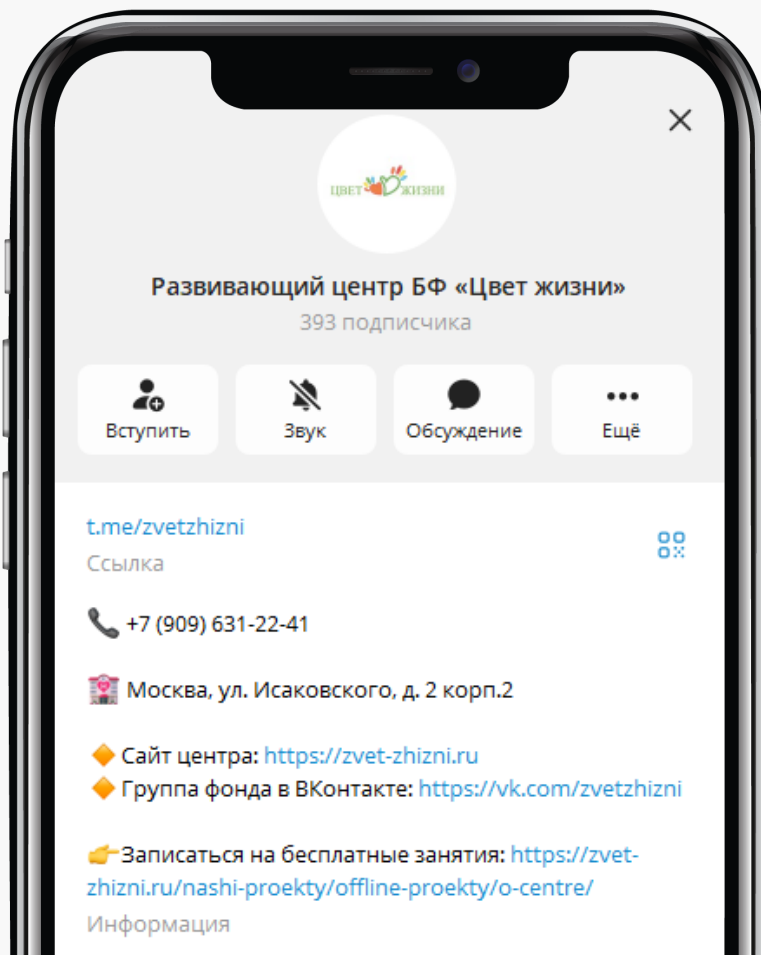 ЦВЕТ ЖИЗНИ
Развивающий центр БФ «Цвет жизни»
393 подписчика
Вступить Звук Обсуждение Ещё
t.me/zvetzhizni
Ссылка
+7 (909) 631-22-41
Москва, ул. Исаковского, д. 2 корп.2
Сайт центра: https://zvet-zhizni.ru
Группа фонда в ВКонтакте: https://vk.com/zvetzhizni
Записаться на бесплатные занятия: https://zvet-
zhizni.ru/nashi-proekty/offline-proekty/o-centre/
Информация